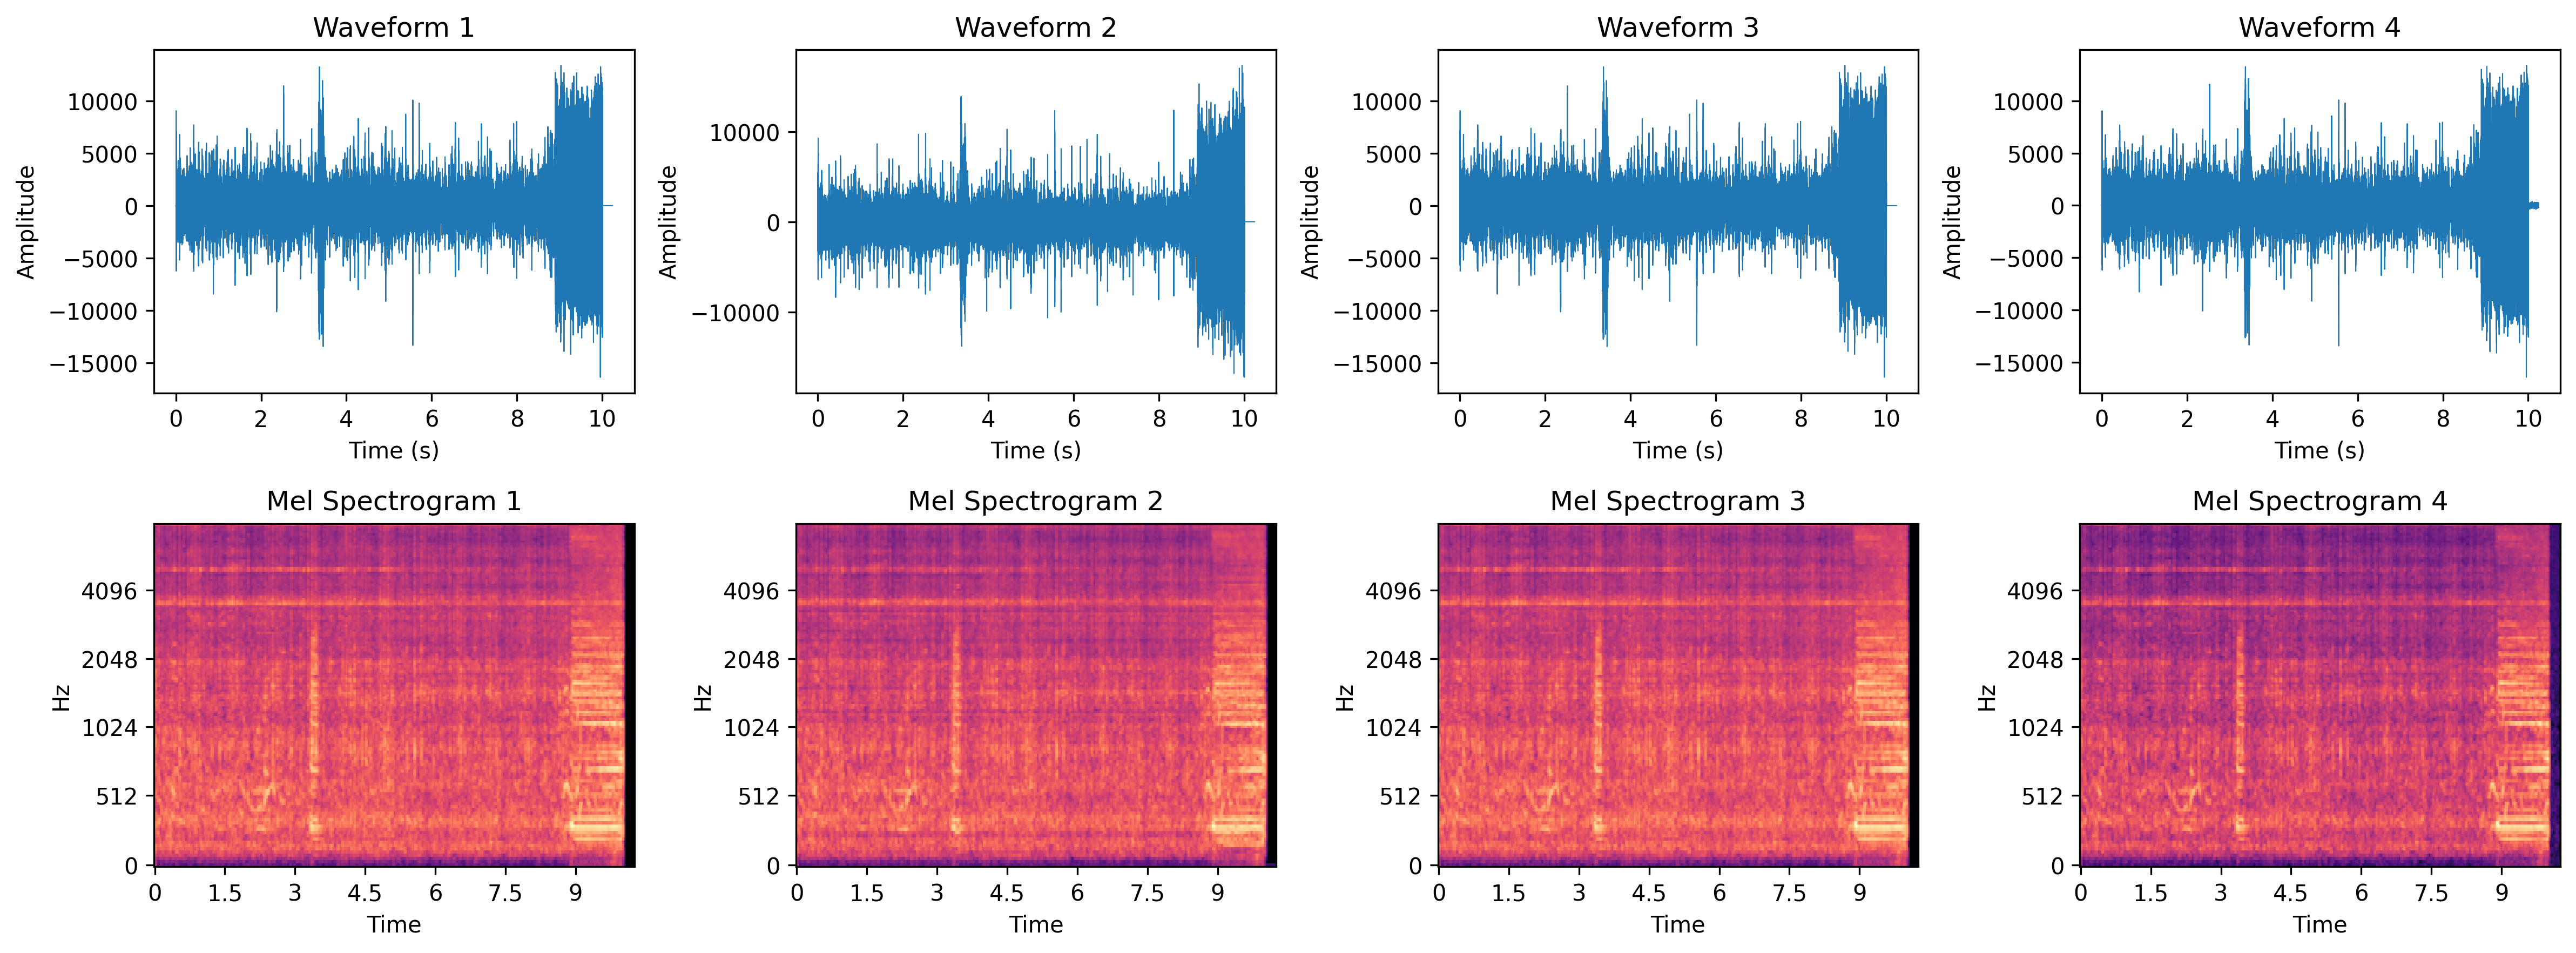 Waveform 1
Waveform 2
Waveform 3
Waveform 4
Amplitude
10000
5000
0
−5000
−10000
−15000
0 2 4 6 8 10
Time (s)
Amplitude
10000
0
−10000
0 2 4 6 8 10
Time (s)
Amplitude
10000
5000
0
−5000
−10000
−15000
0 2 4 6 8 10
Time (s)
Amplitude
10000
5000
0
−5000
−10000
−15000
0 2 4 6 8 10
Time (s)
Mel Spectrogram 1
Mel Spectrogram 2
Mel Spectrogram 3
Mel Spectrogram 4
Hz
4096
2048
1024
512
0
0 1.5 3 4.5 6 7.5 9
Time
Hz
4096
2048
1024
512
0
0 1.5 3 4.5 6 7.5 9
Time
Hz
4096
2048
1024
512
0
0 1.5 3 4.5 6 7.5 9
Time
Hz
4096
2048
1024
512
0
0 1.5 3 4.5 6 7.5 9
Time